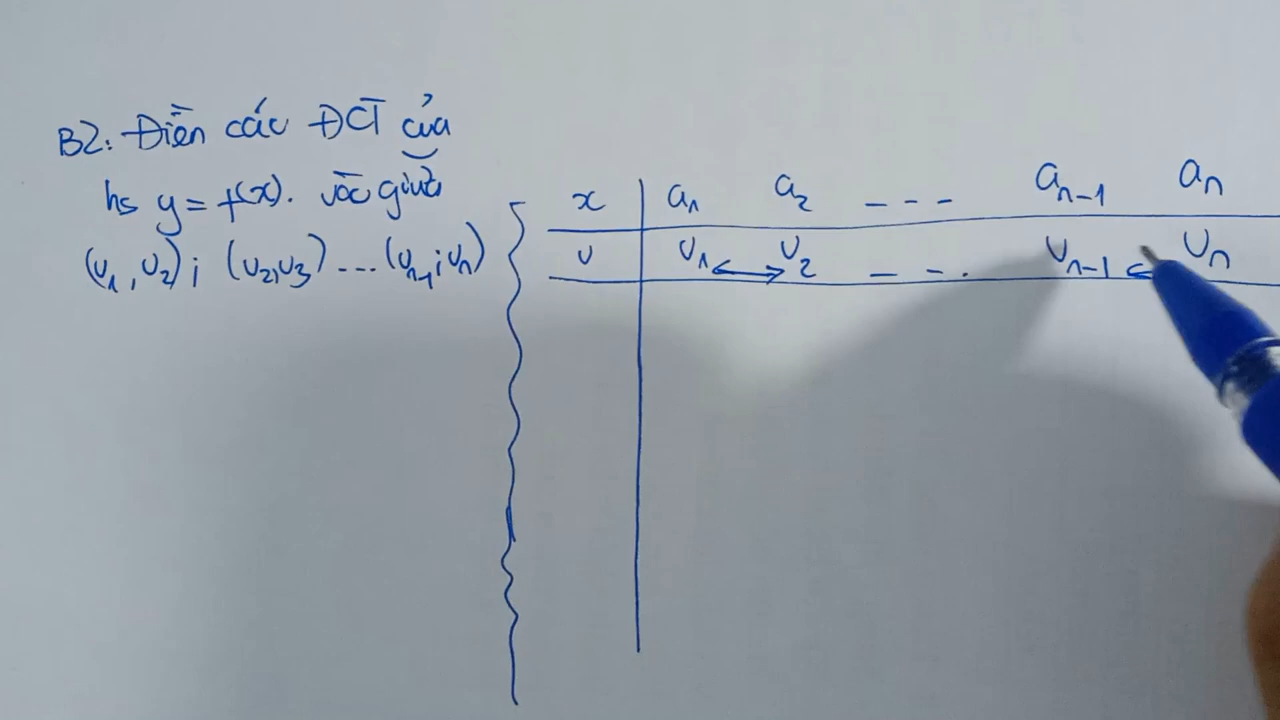 B2: Điền các ĐCT của
hs y = f(x). vào giữa
(u₁, u₂); (u₂, u₃) ... (uₙ₋₁; uₙ)
x a₁ a₂ --- aₙ₋₁ aₙ
u u₁ ⟷ u₂ --. uₙ₋₁ ← uₙ